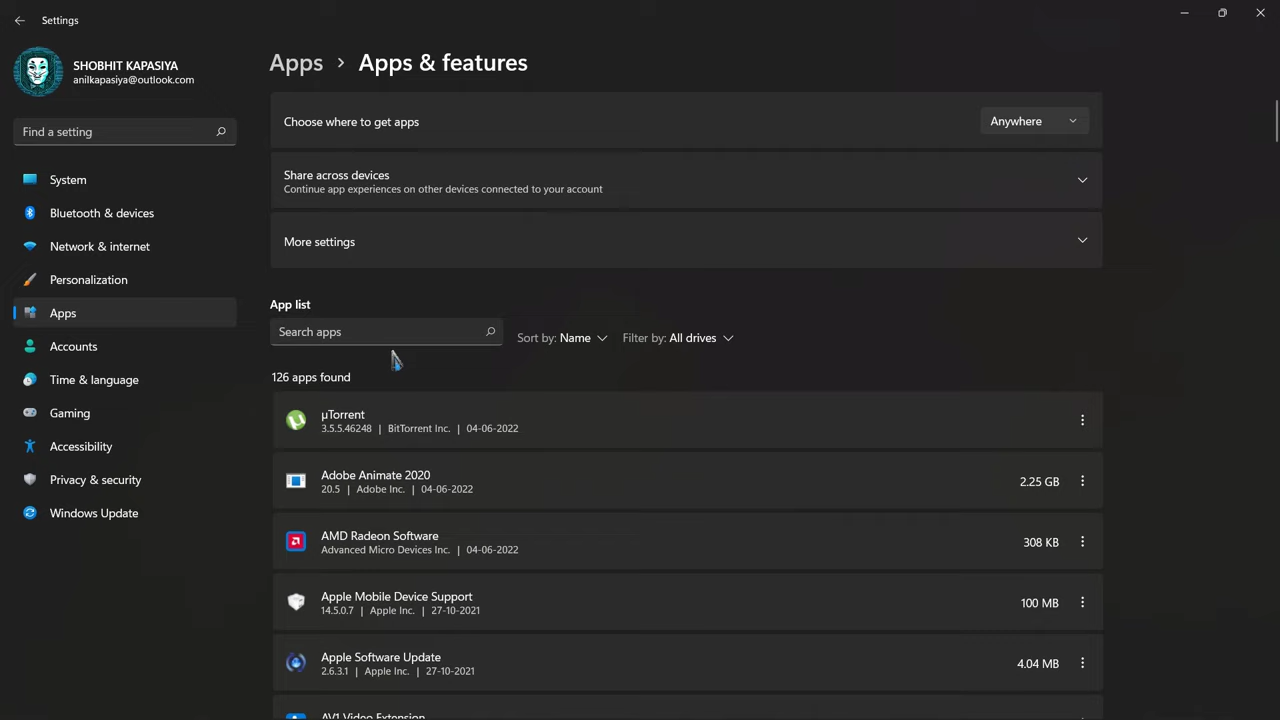 Settings
SHOBHIT KAPASIYA
anilkapasiya@outlook.com
Find a setting
System
Bluetooth & devices
Network & internet
Personalization
Apps
Accounts
Time & language
Gaming
Accessibility
Privacy & security
Windows Update
Apps > Apps & features
Choose where to get apps
Anywhere
Share across devices
Continue app experiences on other devices connected to your account
More settings
App list
Search apps
Sort by: Name
Filter by: All drives
126 apps found
µTorrent
3.5.5.46248 | BitTorrent Inc. | 04-06-2022
Adobe Animate 2020
20.5 | Adobe Inc. | 04-06-2022
2.25 GB
AMD Radeon Software
Advanced Micro Devices Inc. | 04-06-2022
308 KB
Apple Mobile Device Support
14.5.0.7 | Apple Inc. | 27-10-2021
100 MB
Apple Software Update
2.6.3.1 | Apple Inc. | 27-10-2021
4.04 MB
AV1 Video Extension